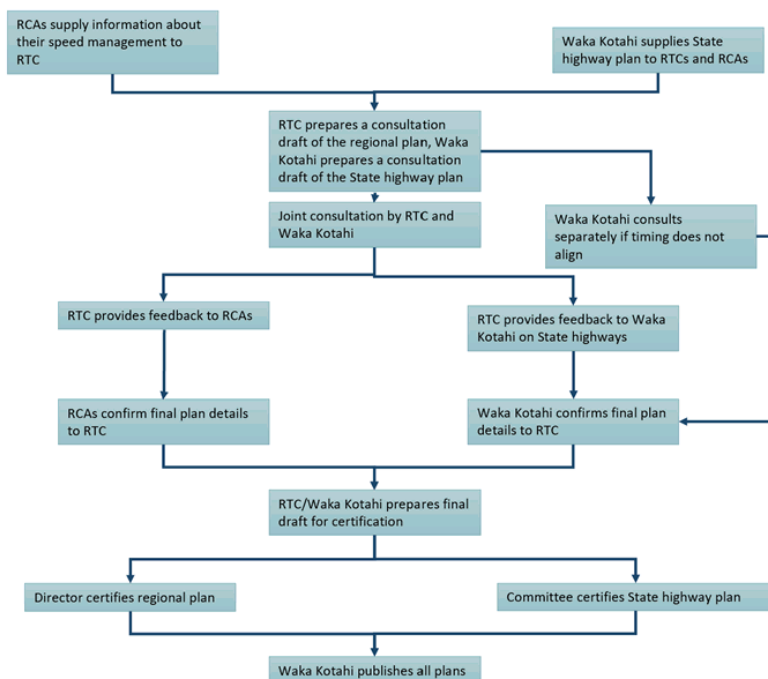 RCAs supply information about
their speed management to
RTC
Waka Kotahi supplies State
highway plan to RTCs and RCAs
RTC prepares a consultation
draft of the regional plan, Waka
Kotahi prepares a consultation
draft of the State highway plan
Joint consultation by RTC and
Waka Kotahi
Waka Kotahi consults
separately if timing does not
align
RTC provides feedback to RCAs
RTC provides feedback to Waka
Kotahi on State highways
RCAs confirm final plan details
to RTC
Waka Kotahi confirms final plan
details to RTC
RTC/Waka Kotahi prepares final
draft for certification
Director certifies regional plan
Committee certifies State highway plan
Waka Kotahi publishes all plans